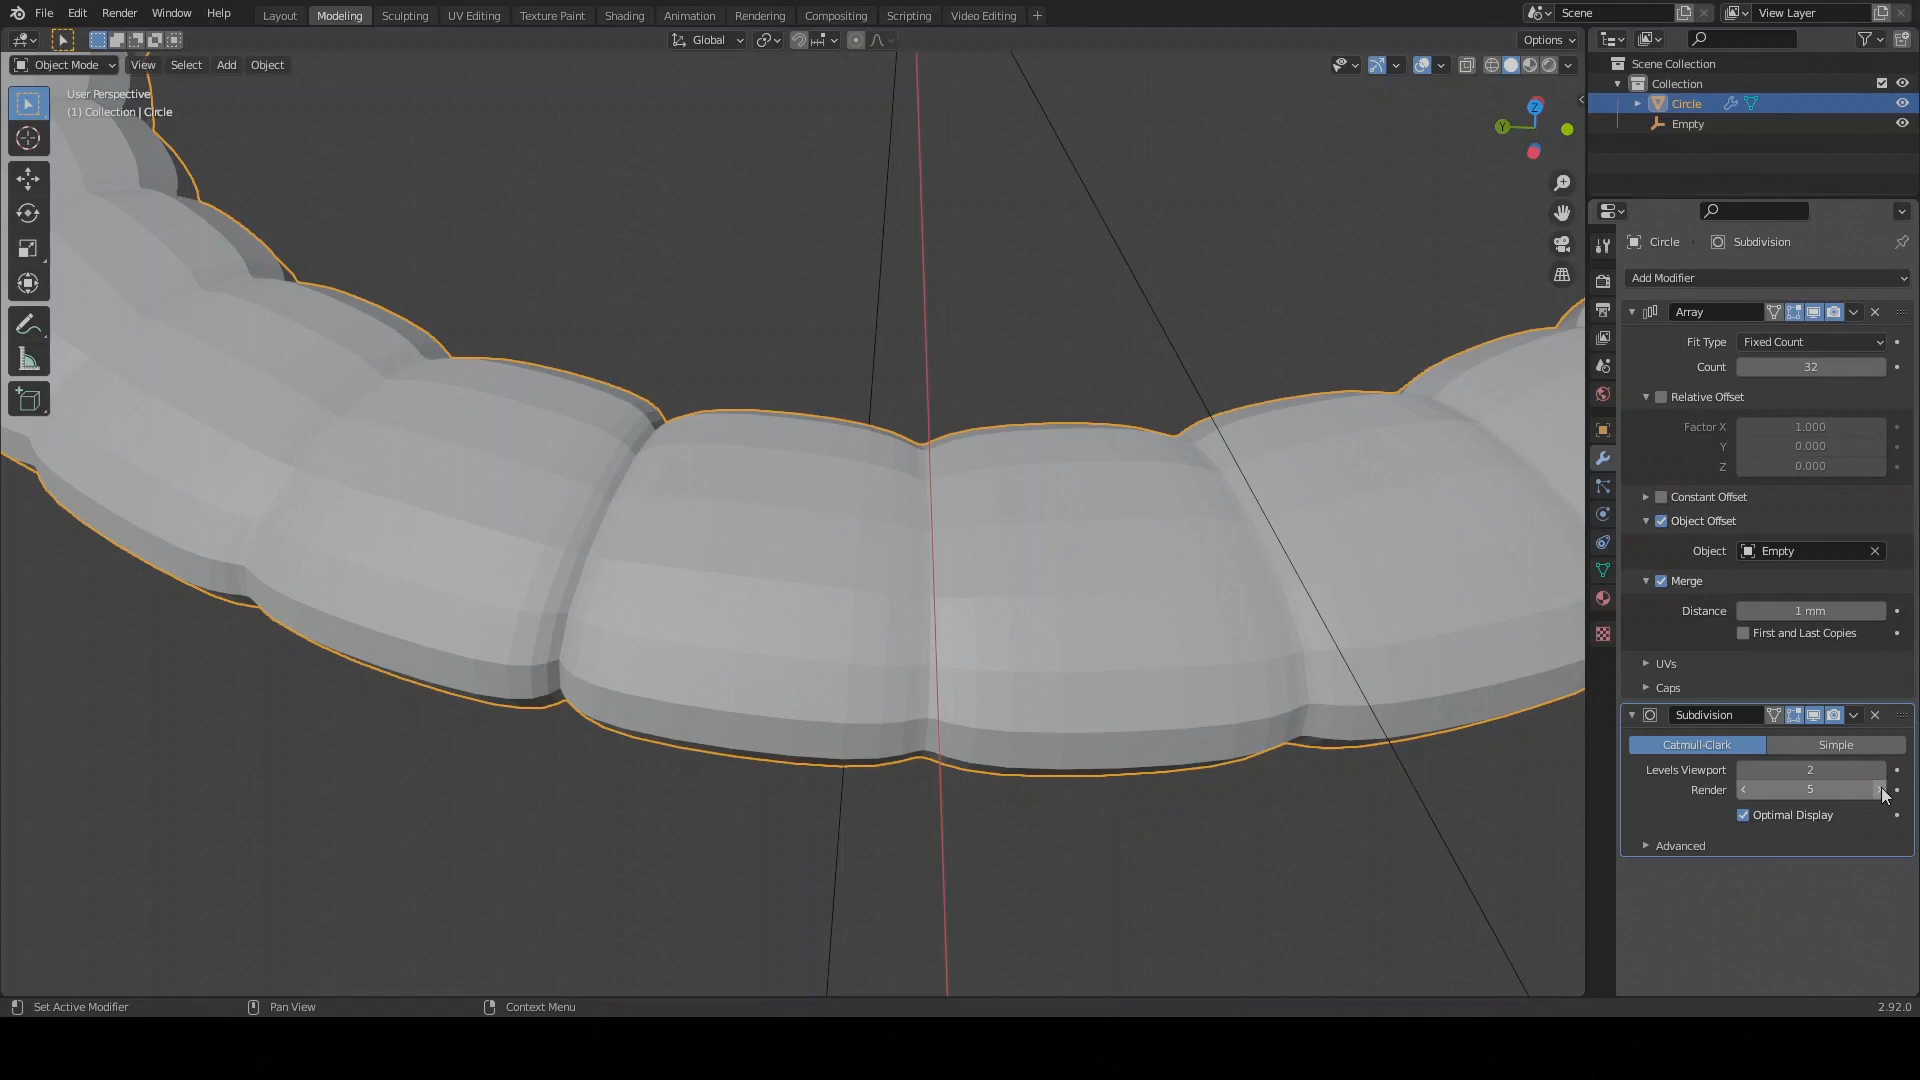 File Edit Render Window Help Layout Modeling Sculpting UV Editing Texture Paint Shading Animation Rendering Compositing Scripting Video Editing + Scene View Layer
Global Options
Object Mode View Select Add Object
User Perspective
(1) Collection | Circle
Z
Y
Scene Collection
Collection
Circle
Empty
Circle › Subdivision
Add Modifier
Array
Fit Type Fixed Count
Count 32
Relative Offset
Factor X 1.000
Y 0.000
Z 0.000
Constant Offset
Object Offset
Object Empty
Merge
Distance 1 mm
First and Last Copies
UVs
Caps
Subdivision
Catmull-Clark Simple
Levels Viewport 2
Render 5
Optimal Display
Advanced
Set Active Modifier Pan View Context Menu 2.92.0